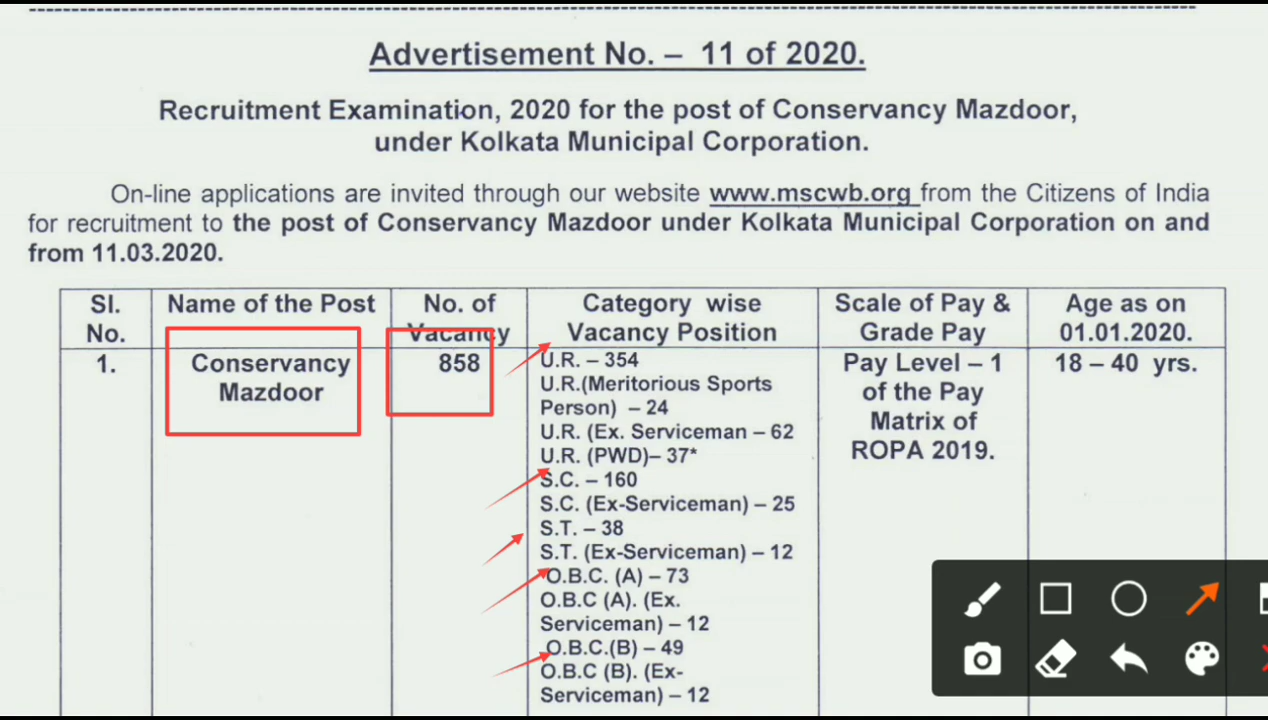 Advertisement No. – 11 of 2020.
Recruitment Examination, 2020 for the post of Conservancy Mazdoor,
under Kolkata Municipal Corporation.
On-line applications are invited through our website www.mscwb.org from the Citizens of India
for recruitment to the post of Conservancy Mazdoor under Kolkata Municipal Corporation on and
from 11.03.2020.
Sl. No.
Name of the Post
No. of Vacancy
Category wise Vacancy Position
Scale of Pay & Grade Pay
Age as on 01.01.2020.
1.
Conservancy
Mazdoor
858
U.R. – 354
U.R.(Meritorious Sports
Person) – 24
U.R. (Ex. Serviceman – 62
U.R. (PWD)– 37*
S.C. – 160
S.C. (Ex-Serviceman) – 25
S.T. – 38
S.T. (Ex-Serviceman) – 12
O.B.C. (A) – 73
O.B.C (A). (Ex.
Serviceman) – 12
O.B.C.(B) – 49
O.B.C (B). (Ex-
Serviceman) – 12
Pay Level – 1
of the Pay
Matrix of
ROPA 2019.
18 – 40 yrs.